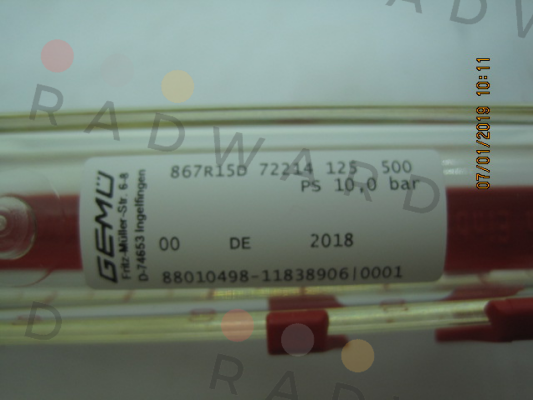 07/01/2019 10:11
RADWARD
GEMÜ
Fritz-Müller-Str. 6-8
D-74653 Ingelfingen
867R15D 72214 125 500
PS 10,0 bar
00 DE 2018
88010498-11838906|0001